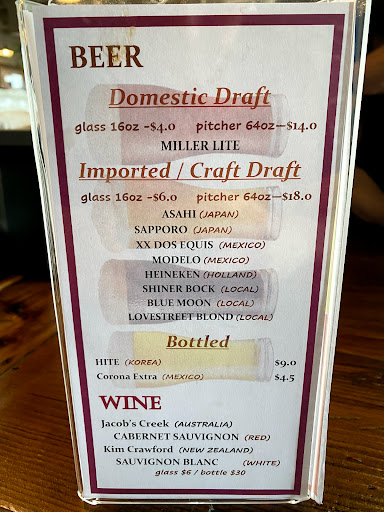 BEER
Domestic Draft
glass 16oz -$4.0 pitcher 64oz—$14.0
MILLER LITE
Imported / Craft Draft
glass 16oz -$6.0 pitcher 64oz—$18.0
ASAHI (JAPAN)
SAPPORO (JAPAN)
XX DOS EQUIS (MEXICO)
MODELO (MEXICO)
HEINEKEN (HOLLAND)
SHINER BOCK (LOCAL)
BLUE MOON (LOCAL)
LOVESTREET BLOND (LOCAL)
Bottled
HITE (KOREA) $9.0
Corona Extra (MEXICO) $4.5
WINE
Jacob's Creek (AUSTRALIA)
CABERNET SAUVIGNON (RED)
Kim Crawford (NEW ZEALAND)
SAUVIGNON BLANC (WHITE)
glass $6 / bottle $30